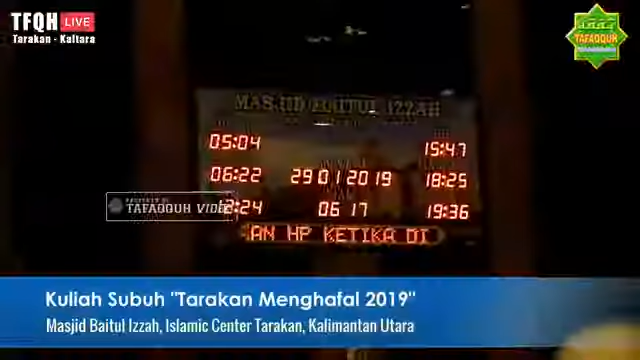 TFQH LIVE
Tarakan - Kaltara
TAFAQQUH
MASJID BAITUL IZZAH
05:04
15:47
06:22
29 01 2019
18:25
2:24
06 17
19:36
TAFAQQUH VIDEO
AN HP KETIKA DI
Kuliah Subuh "Tarakan Menghafal 2019"
Masjid Baitul Izzah, Islamic Center Tarakan, Kalimantan Utara